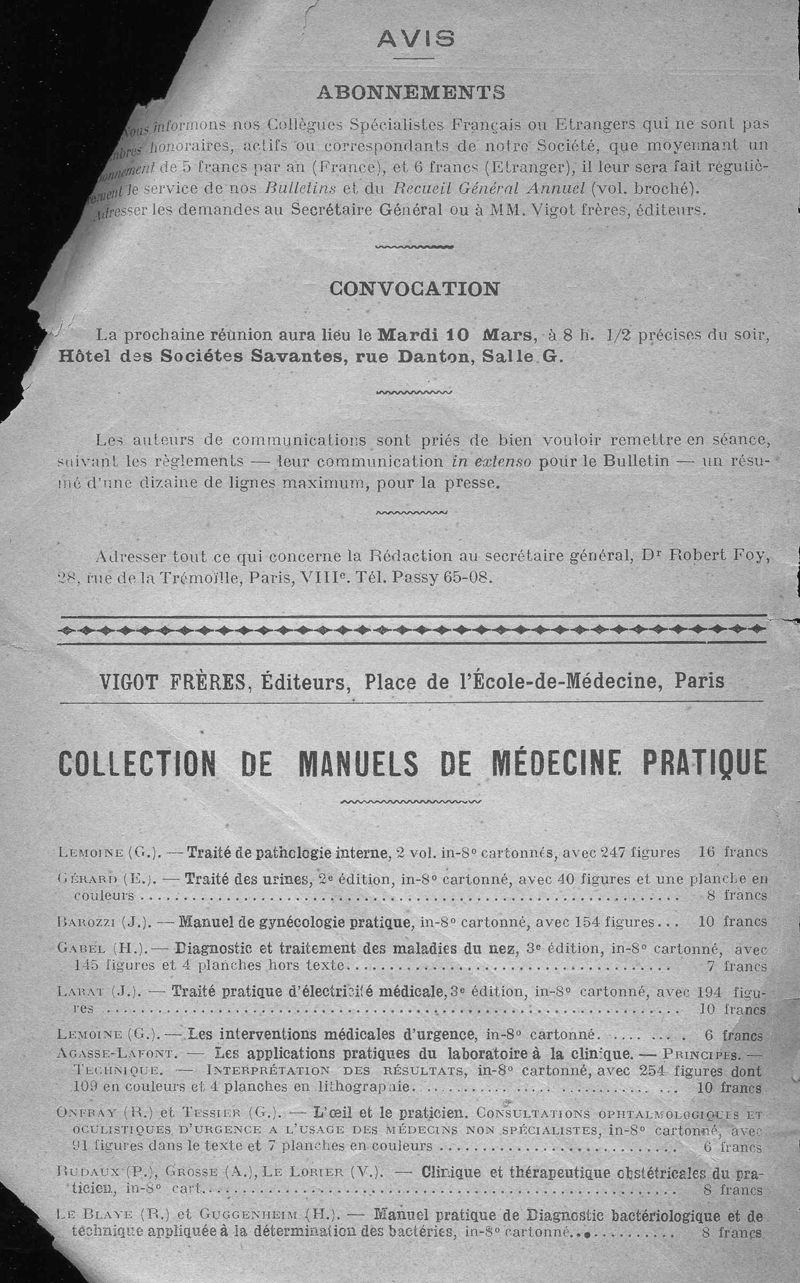 AVIS
ABONNEMENTS
Nous informons nos Collègues Spécialistes Français ou Etrangers qui ne sont pas
mbres honoraires, actifs ou correspondants de notre Société, que moyennant un
onnement de 5 francs par an (France), et 6 francs (Etranger), il leur sera fait réguliè-
rement le service de nos Bulletins et du Recueil Général Annuel (vol. broché).
Adresser les demandes au Secrétaire Général ou à MM. Vigot frères, éditeurs.
CONVOCATION
La prochaine réunion aura lieu le Mardi 10 Mars, à 8 h. 1/2 précises du soir,
Hôtel des Sociétes Savantes, rue Danton, Salle G.
Les auteurs de communications sont priés de bien vouloir remettre en séance,
suivant les règlements — leur communication in extenso pour le Bulletin — un résu-
mé d'une dizaine de lignes maximum, pour la presse.
Adresser tout ce qui concerne la Rédaction au secrétaire général, Dr Robert Foy,
28, rue de la Trémoïlle, Paris, VIIIe. Tél. Passy 65-08.
VIGOT FRÈRES, Éditeurs, Place de l'École-de-Médecine, Paris
COLLECTION DE MANUELS DE MÉDECINE PRATIQUE
LEMOINE (G.). — Traité de pathologie interne, 2 vol. in-8o cartonnés, avec 247 figures 16 francs
GÉRARD (E.). — Traité des urines, 2e édition, in-8o cartonné, avec 40 figures et une planche en
couleurs ........ 8 francs
BAROZZI (J.). — Manuel de gynécologie pratique, in-8o cartonné, avec 154 figures... 10 francs
GAREL (H.). — Diagnostic et traitement des maladies du nez, 3e édition, in-8o cartonné, avec
145 figures et 4 planches hors texte........ 7 francs
LARAT (J.). — Traité pratique d'électricité médicale, 3e édition, in-8o cartonné, avec 194 figu-
res ........ 10 francs
LEMOINE (G.). — Les interventions médicales d'urgence, in-8o cartonné........ 6 francs
AGASSE-LAFONT. — Les applications pratiques du laboratoire à la clinique. — PRINCIPES. —
TECHNIQUE. — INTERPRÉTATION DES RÉSULTATS, in-8o cartonné, avec 254 figures dont
109 en couleurs et 4 planches en lithographie........ 10 francs
ONFRAY (R.) et TESSIER (G.). — L'œil et le praticien. CONSULTATIONS OPHTALMOLOGIQUES ET
OCULISTIQUES D'URGENCE A L'USAGE DES MÉDECINS NON SPÉCIALISTES, in-8o cartonné, avec
91 figures dans le texte et 7 planches en couleurs ........ 6 francs
BUDAUX (P.), GROSSE (A.), LE LORIER (V.). — Clinique et thérapeutique obstétricales du pra-
ticien, in-8o cart........ 8 francs
LE BLAYE (R.) et GUGGENHEIM (H.). — Manuel pratique de Diagnostic bactériologique et de
technique appliquée à la détermination des bactéries, in-8o cartonné........ 8 francs